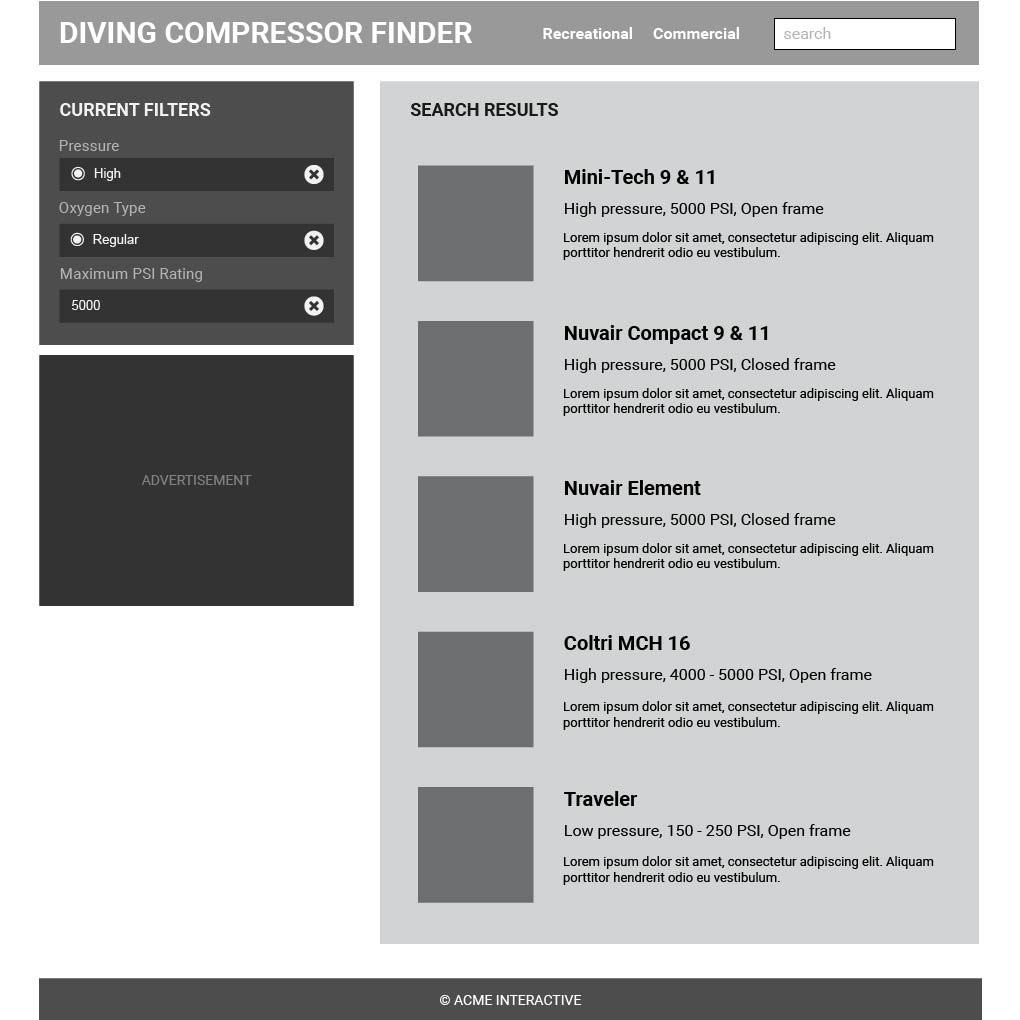 DIVING COMPRESSOR FINDER
Recreational
Commercial
search
CURRENT FILTERS
Pressure
High
Oxygen Type
Regular
Maximum PSI Rating
5000
ADVERTISEMENT
SEARCH RESULTS
Mini-Tech 9 & 11
High pressure, 5000 PSI, Open frame
Lorem ipsum dolor sit amet, consectetur adipiscing elit. Aliquam
porttitor hendrerit odio eu vestibulum.
Nuvair Compact 9 & 11
High pressure, 5000 PSI, Closed frame
Lorem ipsum dolor sit amet, consectetur adipiscing elit. Aliquam
porttitor hendrerit odio eu vestibulum.
Nuvair Element
High pressure, 5000 PSI, Closed frame
Lorem ipsum dolor sit amet, consectetur adipiscing elit. Aliquam
porttitor hendrerit odio eu vestibulum.
Coltri MCH 16
High pressure, 4000 - 5000 PSI, Open frame
Lorem ipsum dolor sit amet, consectetur adipiscing elit. Aliquam
porttitor hendrerit odio eu vestibulum.
Traveler
Low pressure, 150 - 250 PSI, Open frame
Lorem ipsum dolor sit amet, consectetur adipiscing elit. Aliquam
porttitor hendrerit odio eu vestibulum.
© ACME INTERACTIVE